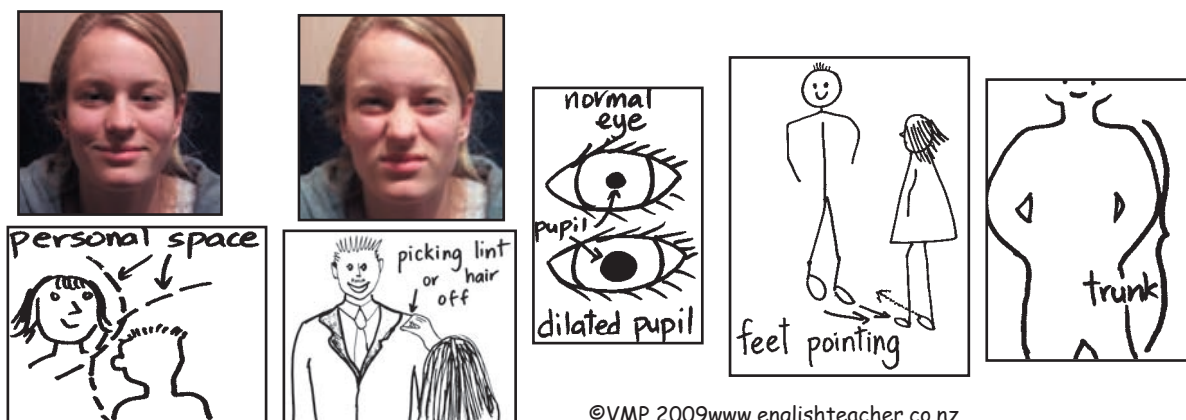 personal space
picking lint
or hair
off
normal
eye
pupil
dilated pupil
feet pointing
trunk
©VMP 2009www.englishteacher.co.nz